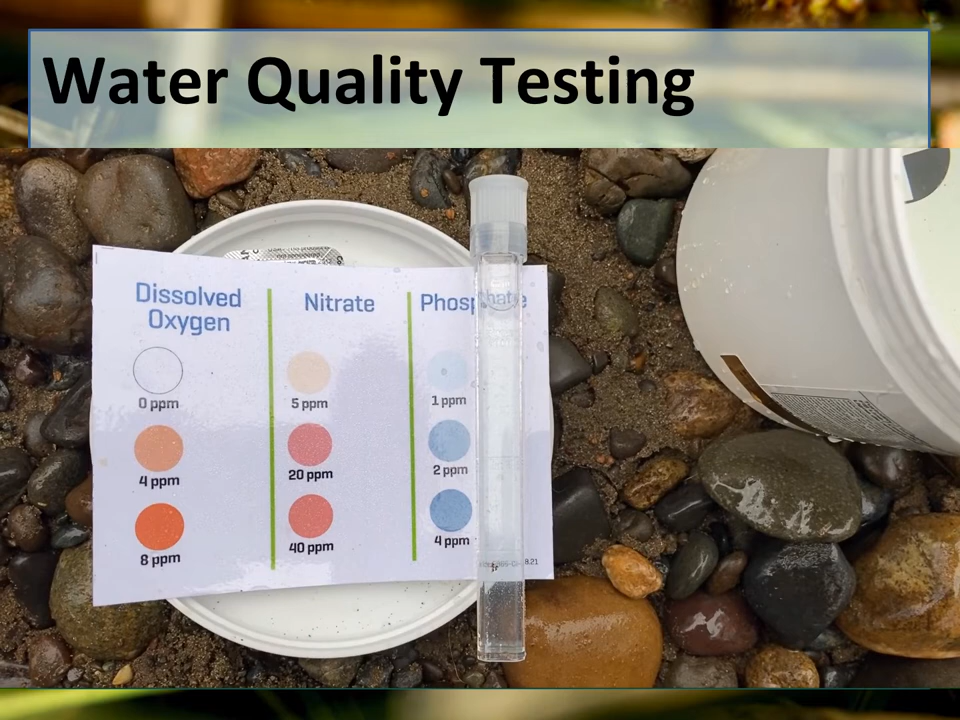 Water Quality Testing
Dissolved
Oxygen
Nitrate
Phosphate
0 ppm
5 ppm
1 ppm
4 ppm
20 ppm
2 ppm
8 ppm
40 ppm
4 ppm